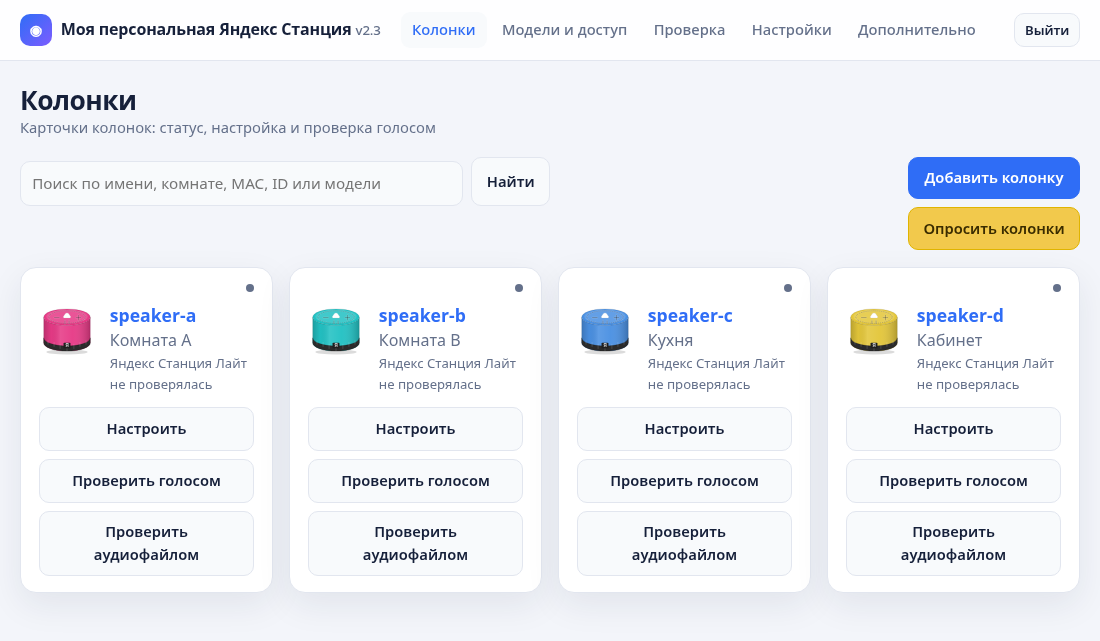 Моя персональная Яндекс Станция v2.3 Колонки Модели и доступ Проверка Настройки Дополнительно Выйти
Колонки
Карточки колонок: статус, настройка и проверка голосом
Поиск по имени, комнате, MAC, ID или модели Найти Добавить колонку
Опросить колонки
speaker-a
Комната A
Яндекс Станция Лайт
не проверялась
Настроить
Проверить голосом
Проверить
аудиофайлом
speaker-b
Комната B
Яндекс Станция Лайт
не проверялась
Настроить
Проверить голосом
Проверить
аудиофайлом
speaker-c
Кухня
Яндекс Станция Лайт
не проверялась
Настроить
Проверить голосом
Проверить
аудиофайлом
speaker-d
Кабинет
Яндекс Станция Лайт
не проверялась
Настроить
Проверить голосом
Проверить
аудиофайлом